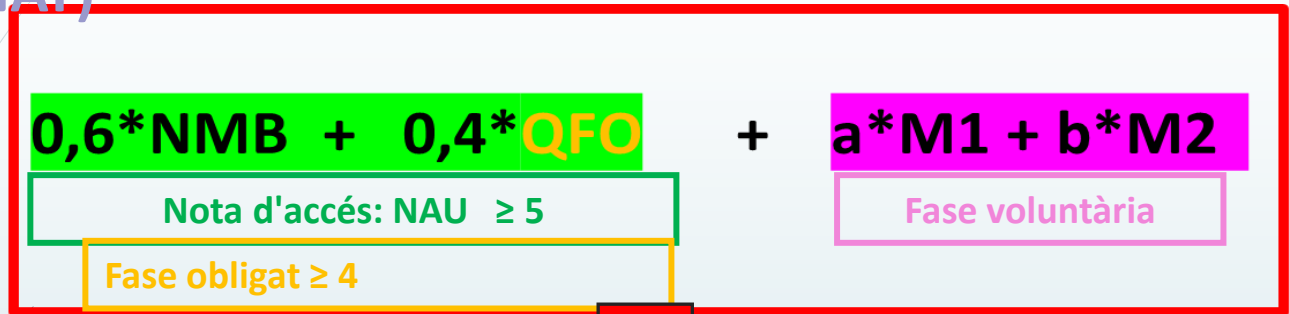 0,6*NMB + 0,4*QFO + a*M1 + b*M2
Nota d'accés: NAU ≥ 5
Fase voluntària
Fase obligat ≥ 4